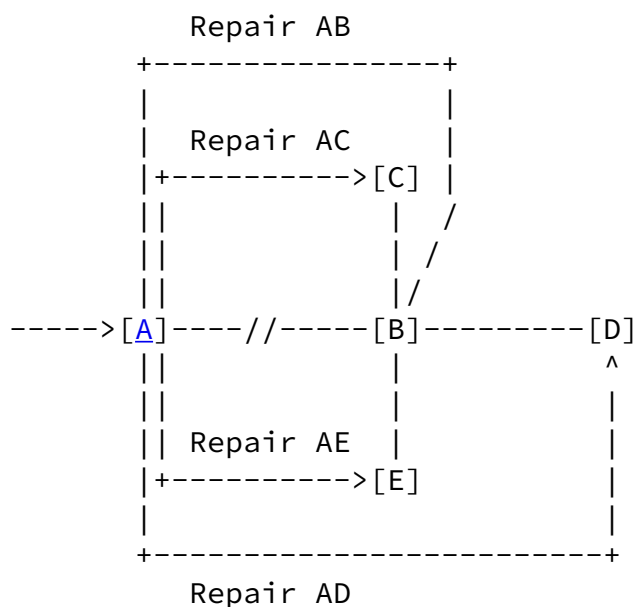 Repair AB
+-----------------+
|                 |
|  Repair AC      |
|+---------->[C]  |
||            |  /
||            | /
||            |/
----->[A]----//-----[B]---------[D]
||            |           ^
||            |           |
|| Repair AE  |           |
|+---------->[E]          |
|                         |
+-------------------------+
Repair AD